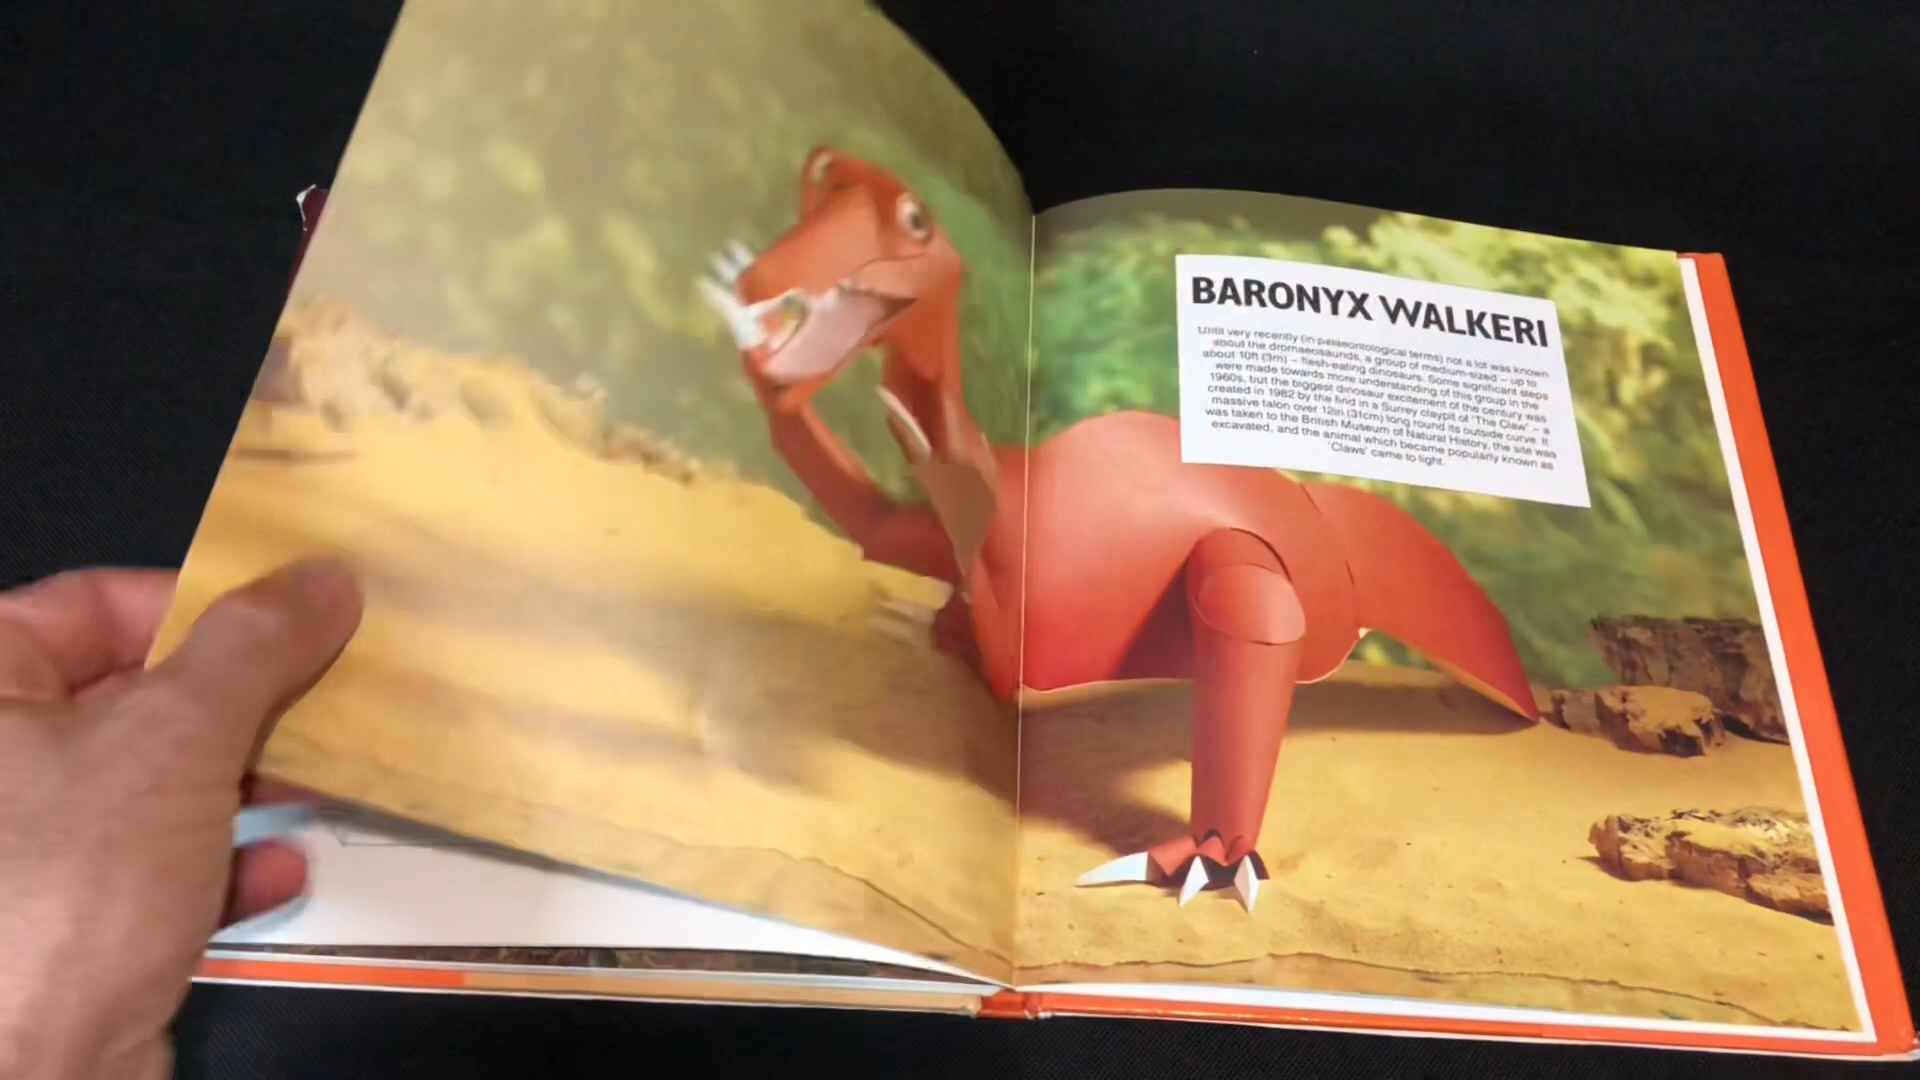 BARONYX WALKERI
Until very recently (in palaeontological terms) not a lot was known
about the dromaeosaurids, a group of medium-sized – up to
about 10ft (3m) – flesh-eating dinosaurs. Some significant steps
were made towards more understanding of this group in the
1960s, but the biggest dinosaur excitement of the century was
created in 1982 by the find in a Surrey claypit of 'The Claw' – a
massive talon over 12in (31cm) long round its outside curve. It
was taken to the British Museum of Natural History, the site was
excavated, and the animal which became popularly known as
'Claws' came to light.